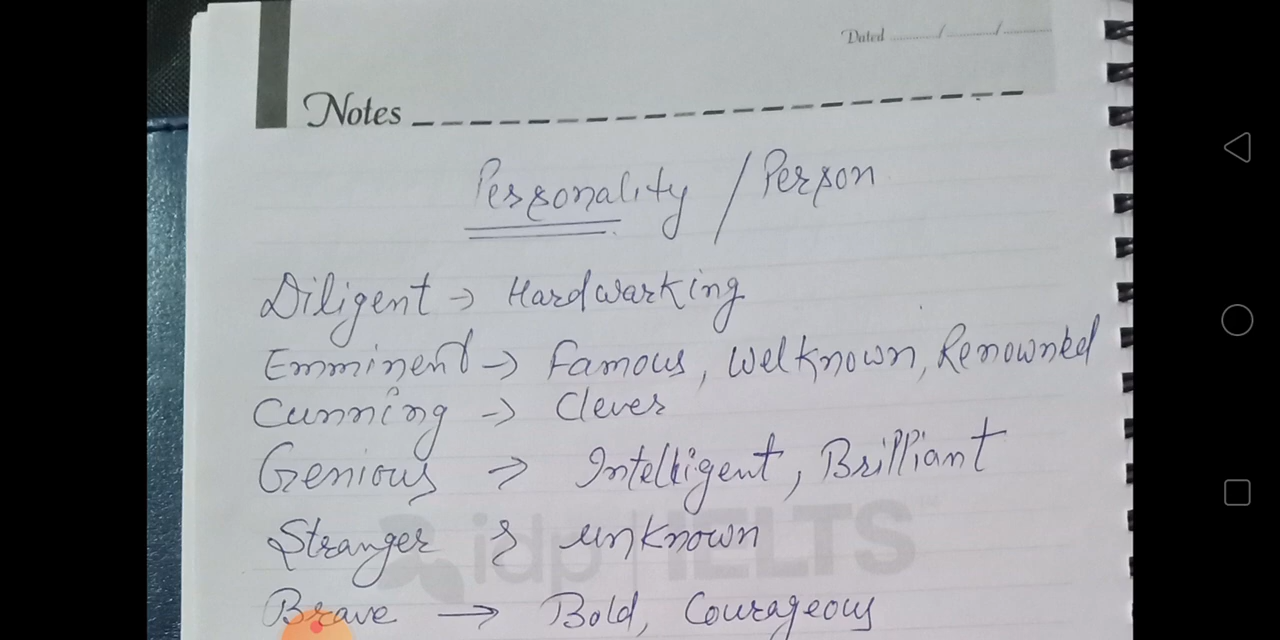 Dated ......../......../........
Notes
Personality / Person
Diligent → Hardwarking
Emminent → Famous, Welknown, Renownked
Cunning → Clever
Genious → Intelligent, Brilliant
Stranger & unknown
idp | IELTS
Brave → Bold, Courageous